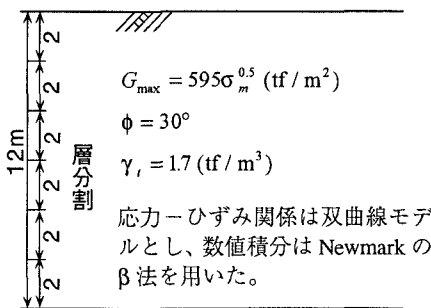 12m
2
2
2
2
2
2
層分割
G_max = 595σ_m^0.5 (tf / m²)
φ = 30°
γ_t = 1.7 (tf / m³)
応力－ひずみ関係は双曲線モデ
ルとし、数値積分は Newmark の
β 法を用いた。